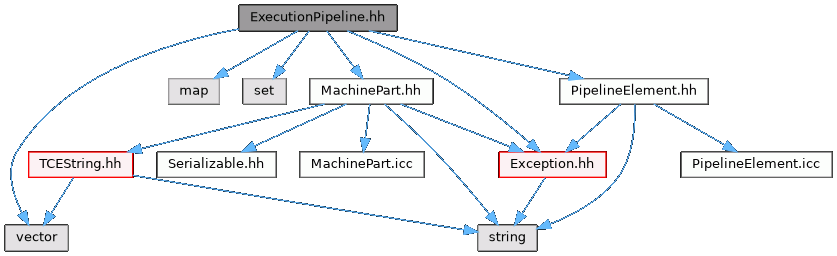 ExecutionPipeline.hh
map
set
MachinePart.hh
PipelineElement.hh
TCEString.hh
Serializable.hh
MachinePart.icc
Exception.hh
PipelineElement.icc
vector
string